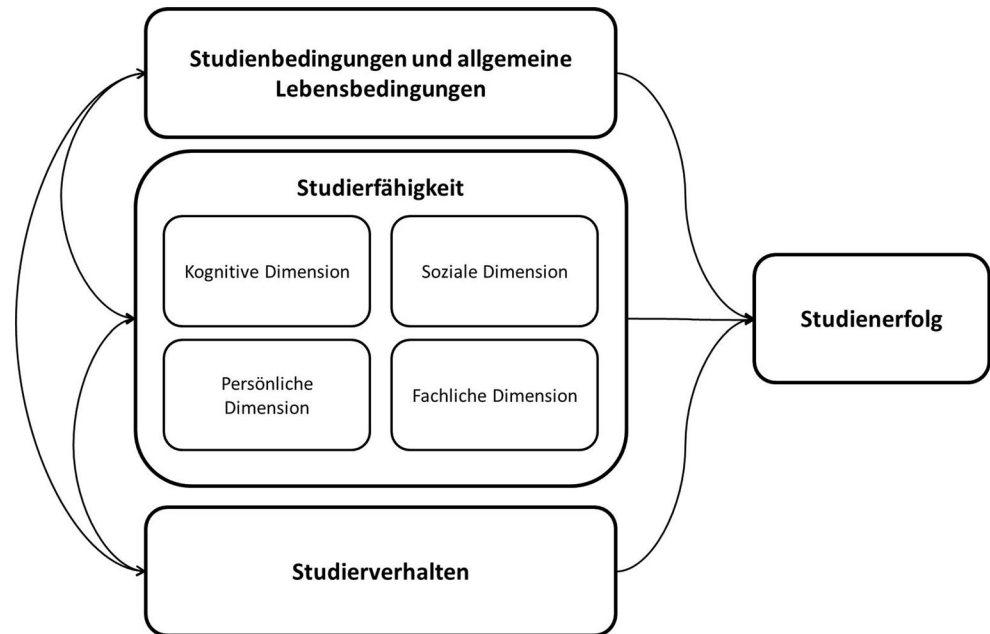 Studienbedingungen und allgemeine
Lebensbedingungen
Studierfähigkeit
Kognitive Dimension
Soziale Dimension
Persönliche
Dimension
Fachliche Dimension
Studierverhalten
Studienerfolg